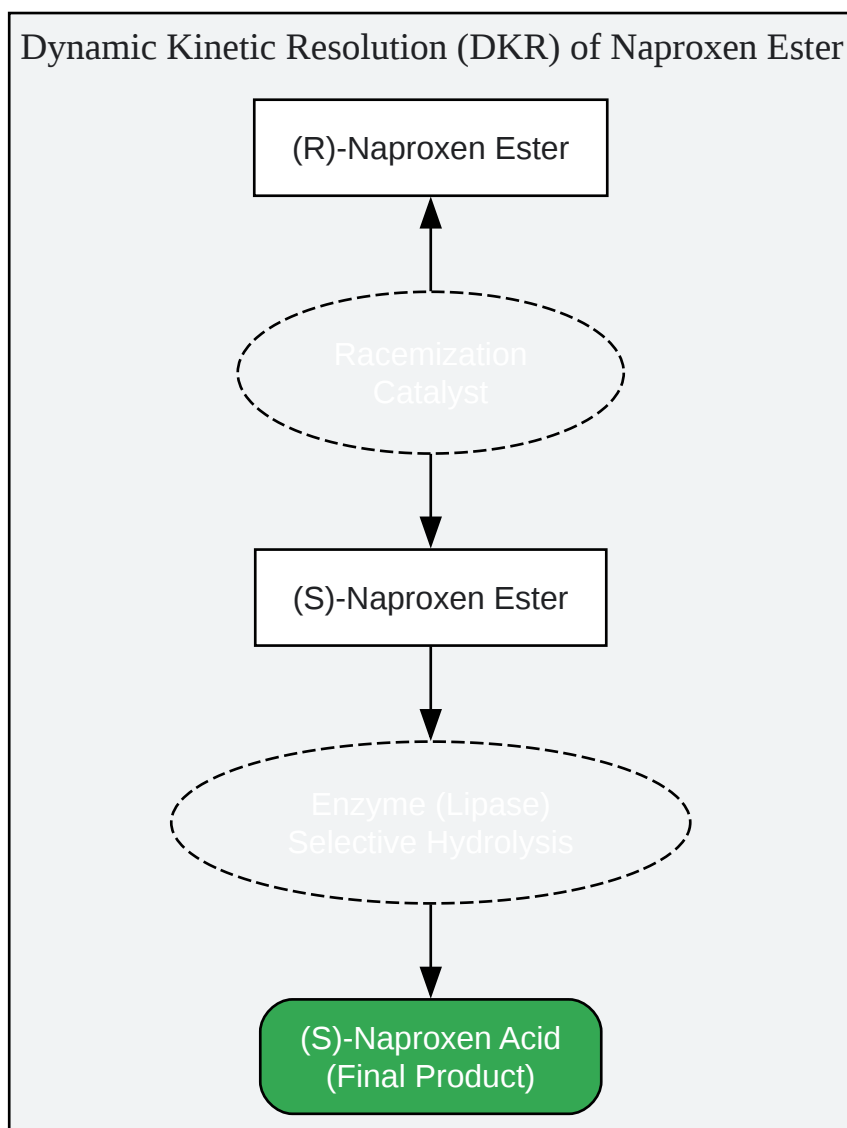 Dynamic Kinetic Resolution (DKR) of Naproxen Ester
(R)-Naproxen Ester
Racemization
Catalyst
(S)-Naproxen Ester
Enzyme (Lipase)
Selective Hydrolysis
(S)-Naproxen Acid
(Final Product)